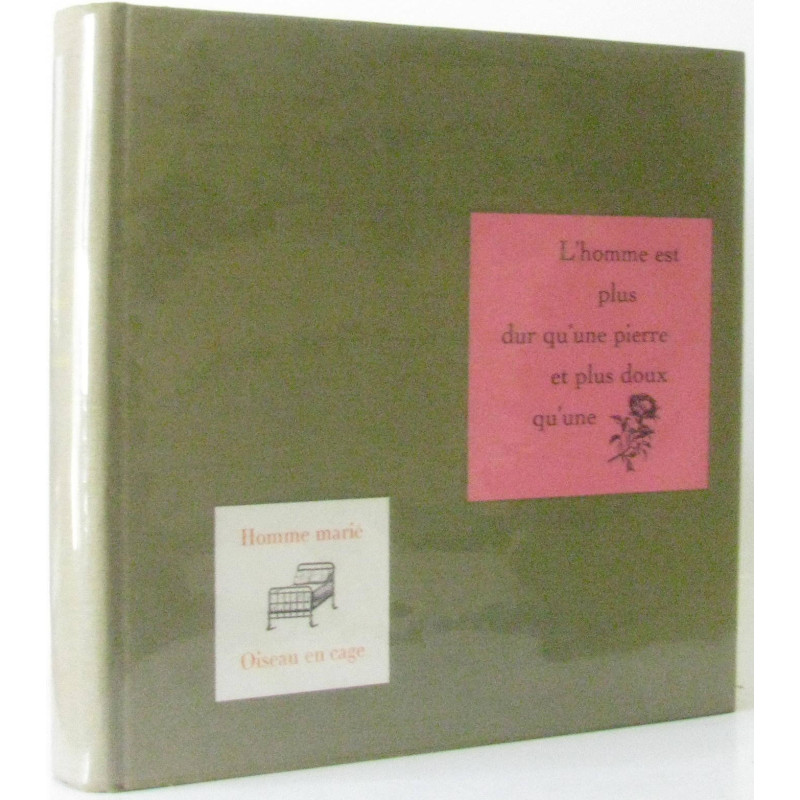 L'homme est
plus
dur qu'une pierre
et plus doux
qu'une
Homme marié
Oiseau en cage